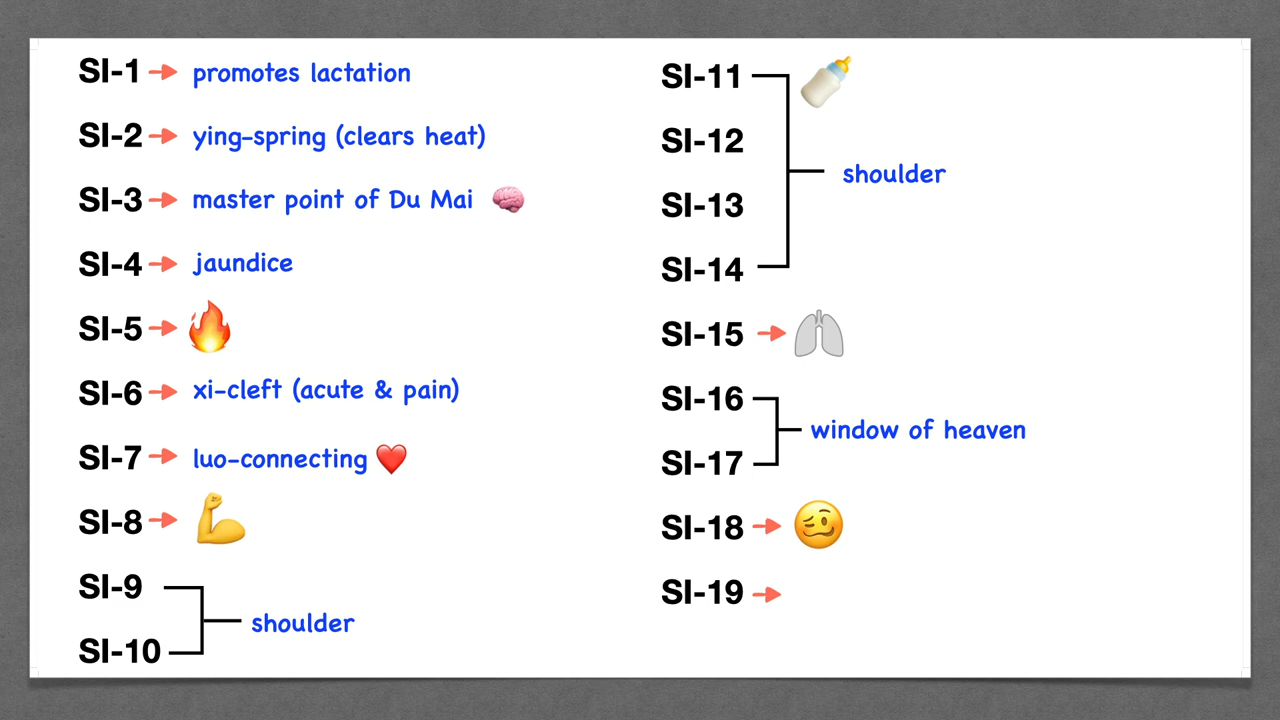 SI-1 → promotes lactation
SI-2 → ying-spring (clears heat)
SI-3 → master point of Du Mai 🧠
SI-4 → jaundice
SI-5 → 🔥
SI-6 → xi-cleft (acute & pain)
SI-7 → luo-connecting ❤️
SI-8 → 💪
SI-9
shoulder
SI-10
SI-11 🍼
SI-12
shoulder
SI-13
SI-14
SI-15 → 🫁
SI-16
window of heaven
SI-17
SI-18 → 🥴
SI-19 →